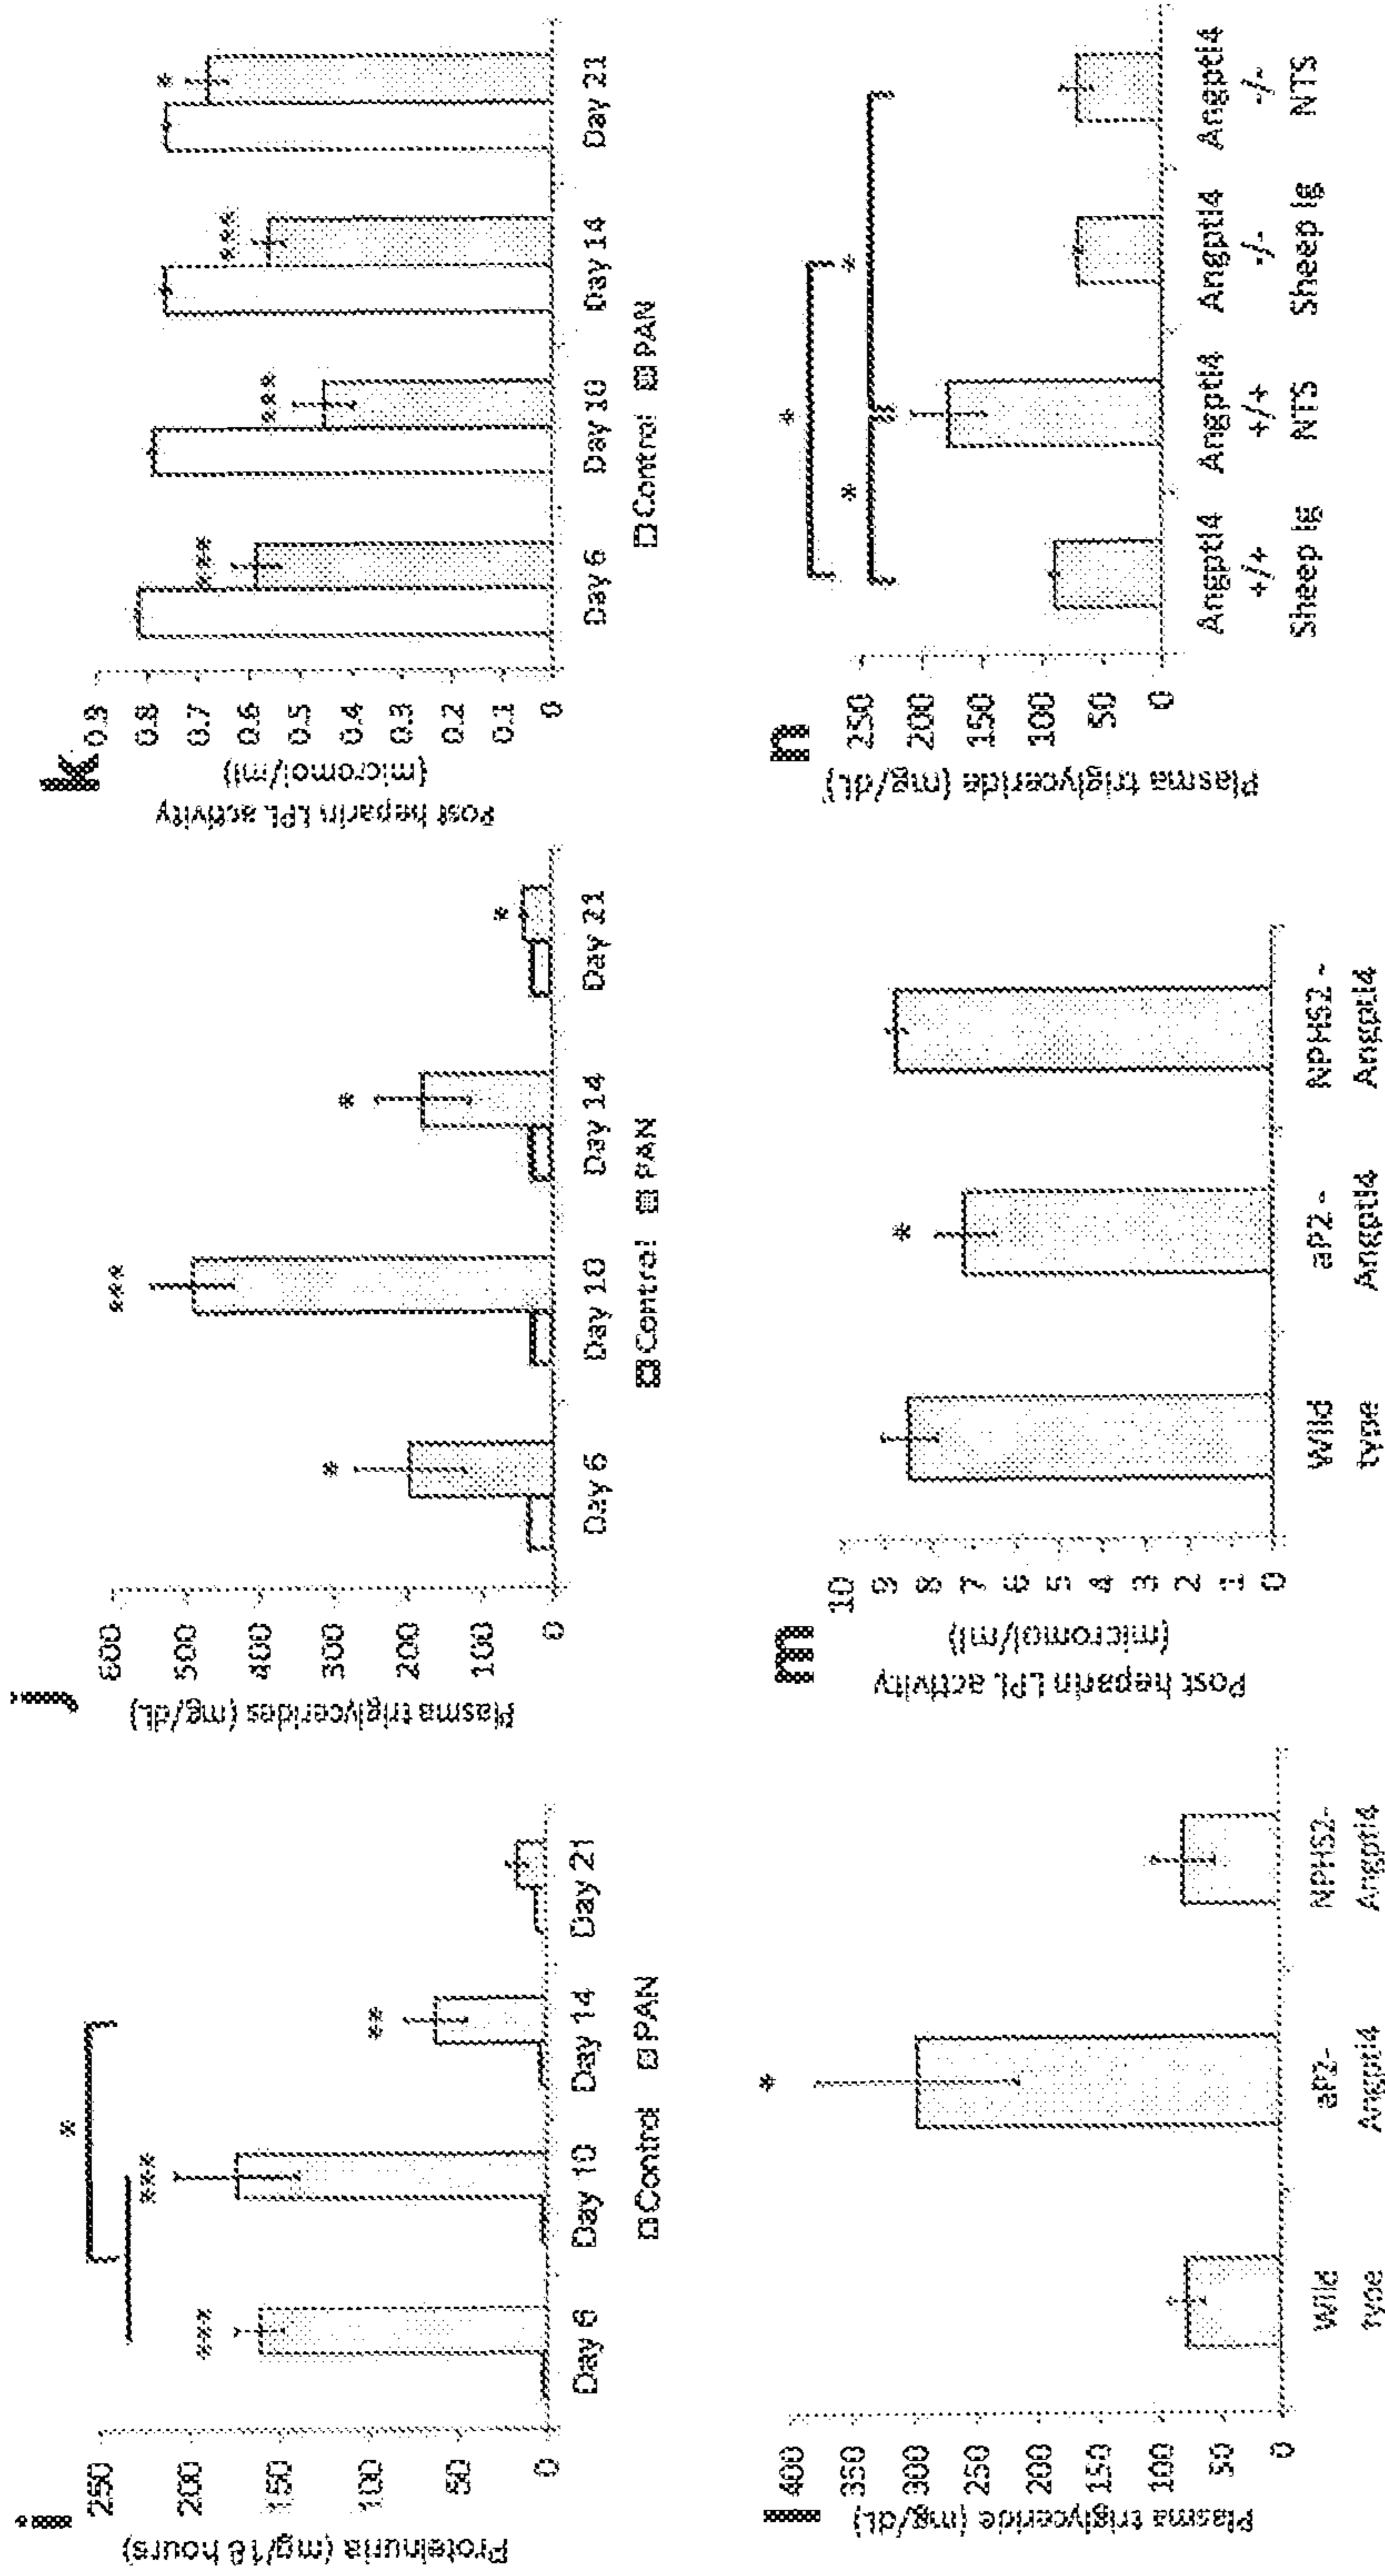 i
Proteinuria (mg/18 hours)
250
200
150
100
50
0
***
***
*
**
Day 6
Day 10
Day 14
Day 21
Control
PAN
j
Plasma triglycerides (mg/dL)
600
500
400
300
200
100
0
*
***
*
*
Day 6
Day 10
Day 14
Day 21
Control
PAN
k
Post heparin LPL activity
(micromol/ml)
0.9
0.8
0.7
0.6
0.5
0.4
0.3
0.2
0.1
0
***
***
***
*
Day 6
Day 10
Day 14
Day 21
Control
PAN
l
Plasma triglyceride (mg/dL)
400
350
300
250
200
150
100
50
0
*
Wild
type
aP2-
Angptl4
NPHS2-
Angptl4
m
Post heparin LPL activity
(micromol/ml)
10
9
8
7
6
5
4
3
2
1
0
*
Wild
type
aP2-
Angptl4
NPHS2-
Angptl4
n
Plasma triglyceride (mg/dL)
250
200
150
100
50
0
*
*
*
Angptl4
+/+
Sheep Ig
Angptl4
+/+
NTS
Angptl4
-/-
Sheep Ig
Angptl4
-/-
NTS